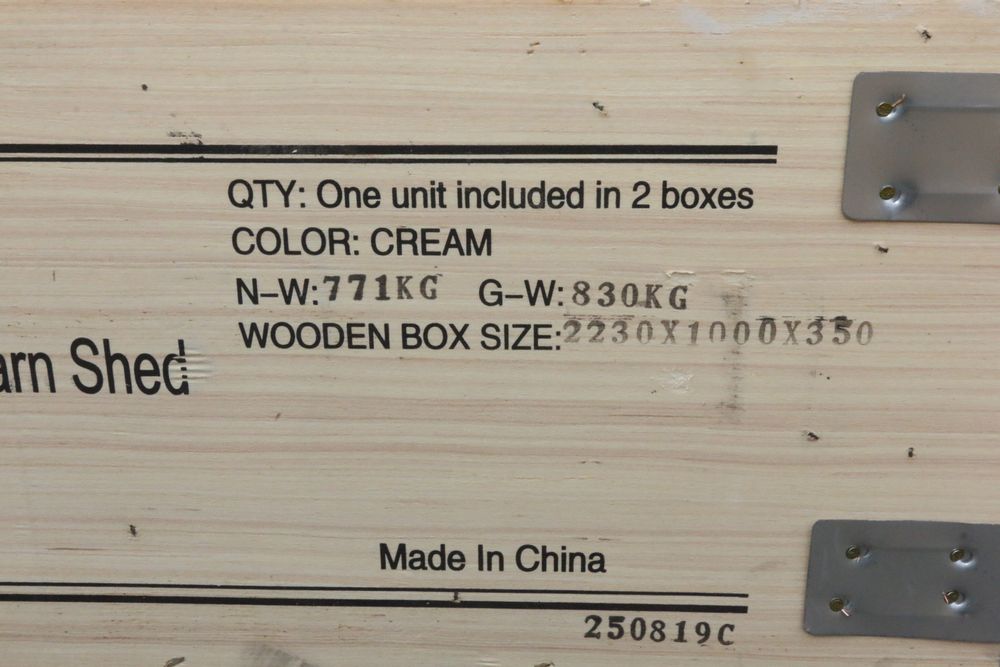 QTY: One unit included in 2 boxes
COLOR: CREAM
N-W:771KG G-W:830KG
WOODEN BOX SIZE:2230X1000X350
arn Shed
Made In China
250819C